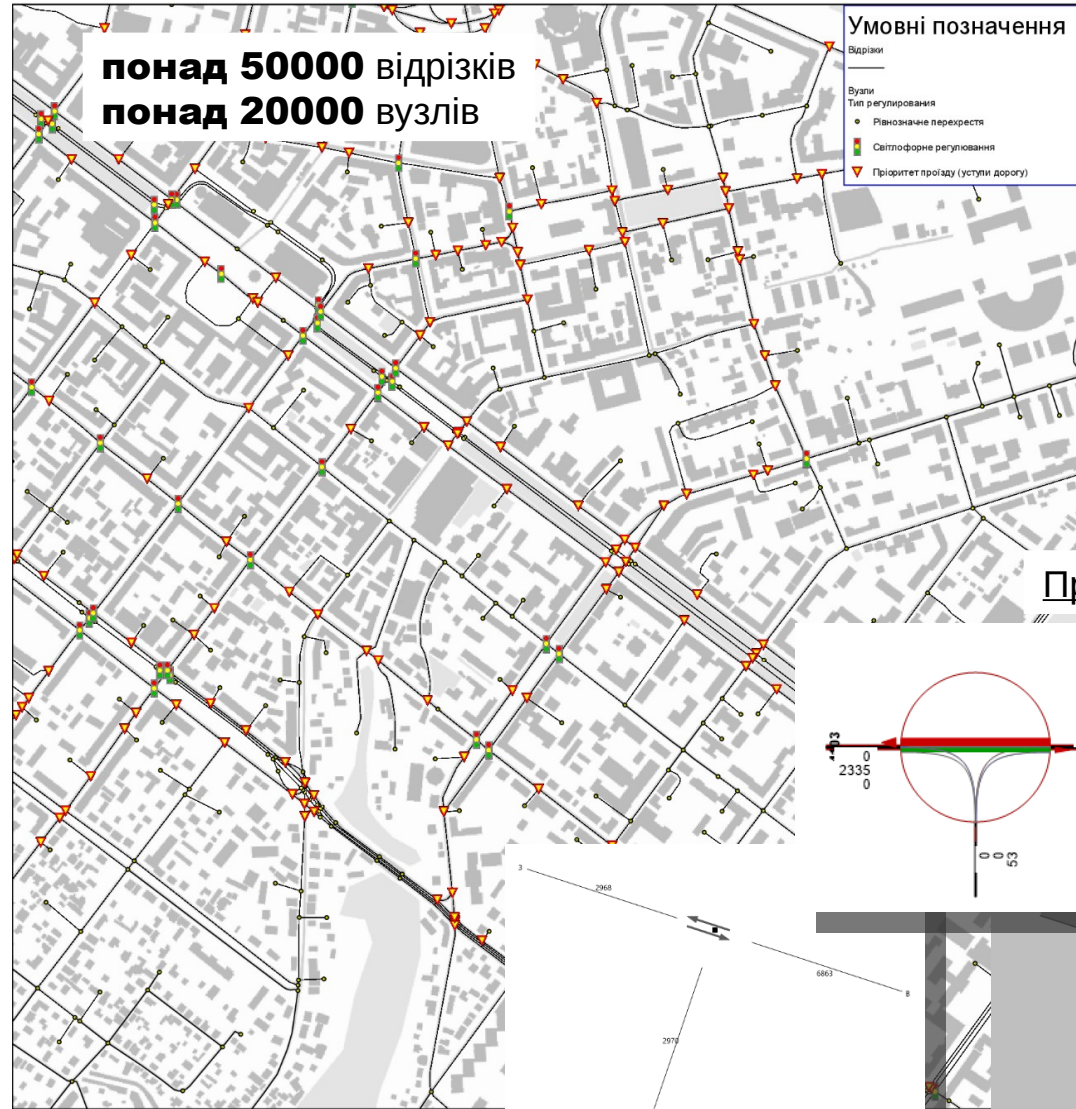 понад 50000 відрізків
понад 20000 вузлів
Умовні позначення
Відрізки
Вузли
Тип регулирования
Рівнозначне перехрестя
Світлофорне регулювання
Пріоритет проїзду (уступи дорогу)
Пр
0
2335
0
0
0
53
3
2968
6863
8
2970